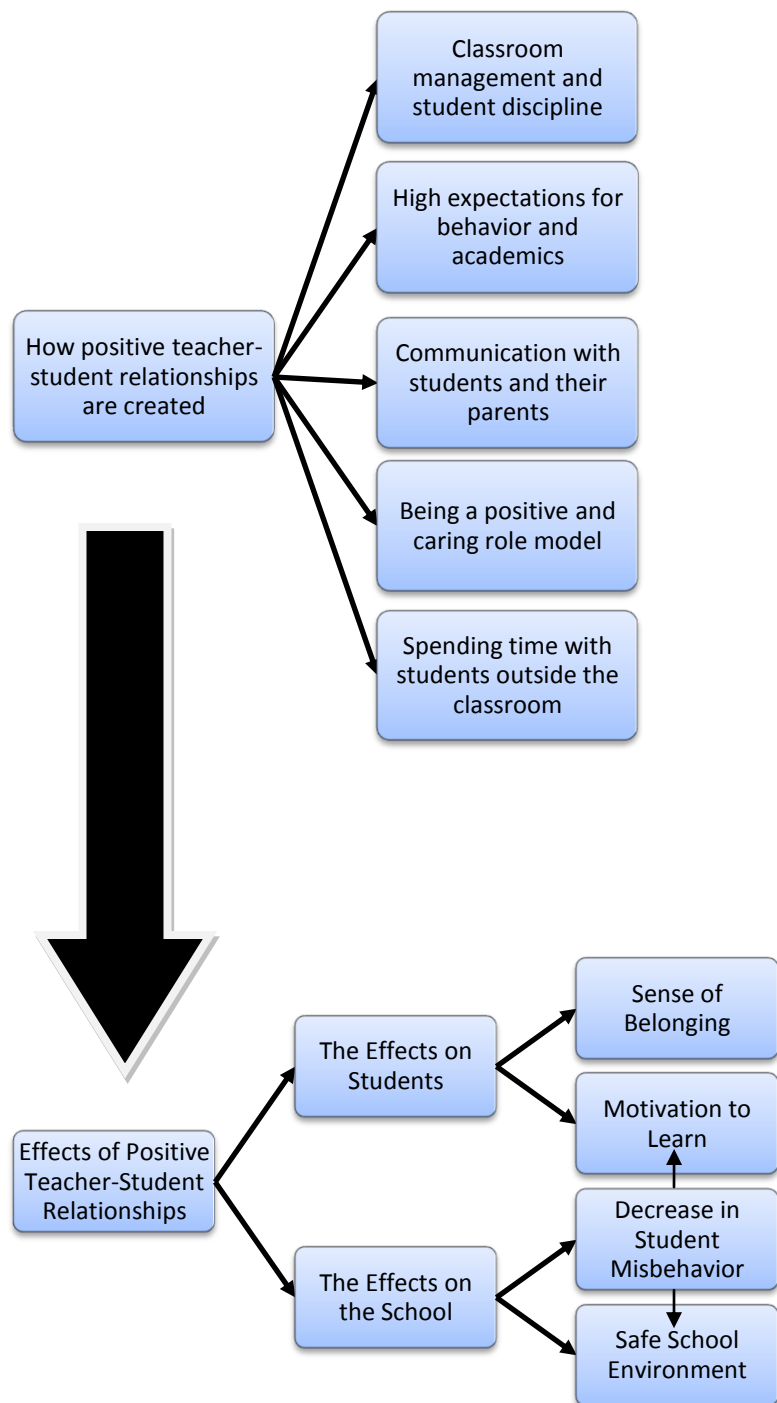 Classroom
management and
student discipline
High expectations for
behavior and
academics
How positive teacher-
student relationships
are created
Communication with
students and their
parents
Being a positive and
caring role model
Spending time with
students outside the
classroom
Sense of
Belonging
The Effects on
Students
Motivation to
Learn
Effects of Positive
Teacher-Student
Relationships
Decrease in
Student
Misbehavior
The Effects on
the School
Safe School
Environment